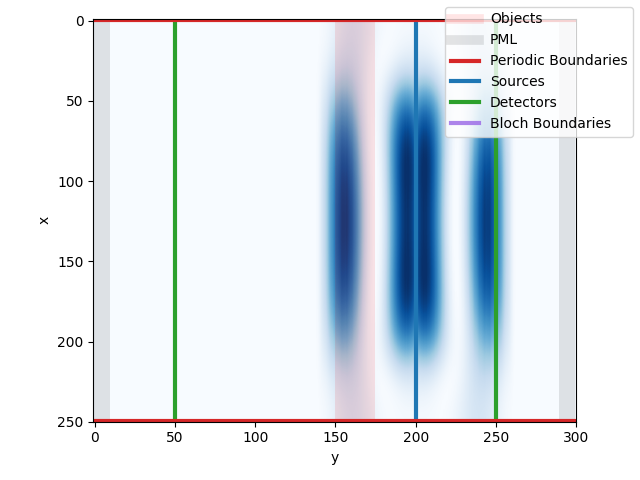 Objects
PML
Periodic Boundaries
Sources
Detectors
Bloch Boundaries
0
50
100
150
200
250
x
0 50 100 150 200 250 300
y